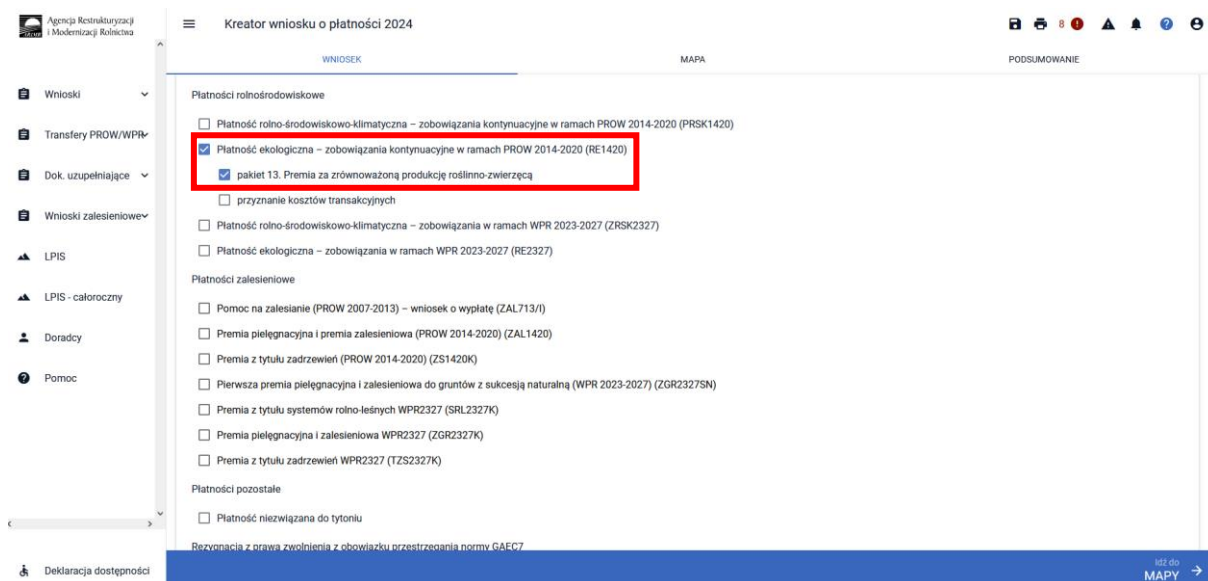 Agencja Restrukturyzacji
i Modernizacji Rolnictwa
Kreator wniosku o płatności 2024
8
WNIOSEK
MAPA
PODSUMOWANIE
Wnioski
Transfery PROW/WPR
Dok. uzupełniające
Wnioski zalesieniowe
LPIS
LPIS - całoroczny
Doradcy
Pomoc
Deklaracja dostępności
Płatności rolnośrodowiskowe
Płatność rolno-środowiskowo-klimatyczna – zobowiązania kontynuacyjne w ramach PROW 2014-2020 (PRSK1420)
Płatność ekologiczna – zobowiązania kontynuacyjne w ramach PROW 2014-2020 (RE1420)
pakiet 13. Premia za zrównoważoną produkcję roślinno-zwierzęcą
przyznanie kosztów transakcyjnych
Płatność rolno-środowiskowo-klimatyczna – zobowiązania w ramach WPR 2023-2027 (ZRSK2327)
Płatność ekologiczna – zobowiązania w ramach WPR 2023-2027 (RE2327)
Płatności zalesieniowe
Pomoc na zalesianie (PROW 2007-2013) – wniosek o wypłatę (ZAL713/I)
Premia pielęgnacyjna i premia zalesieniowa (PROW 2014-2020) (ZAL1420)
Premia z tytułu zadrzewień (PROW 2014-2020) (ZS1420K)
Pierwsza premia pielęgnacyjna i zalesieniowa do gruntów z sukcesją naturalną (WPR 2023-2027) (ZGR2327SN)
Premia z tytułu systemów rolno-leśnych WPR2327 (SRL2327K)
Premia pielęgnacyjna i zalesieniowa WPR2327 (ZGR2327K)
Premia z tytułu zadrzewień WPR2327 (TZS2327K)
Płatności pozostałe
Płatność niezwiązana do tytoniu
Rezygnacja z prawa zwolnienia z obowiązku przestrzegania normy GAEC7
Idź do
MAPY